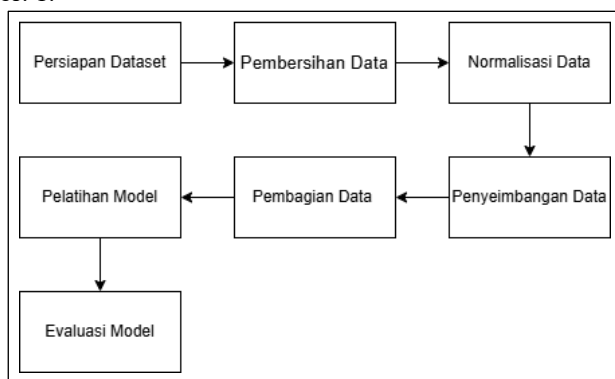 Persiapan Dataset
Pembersihan Data
Normalisasi Data
Penyeimbangan Data
Pembagian Data
Pelatihan Model
Evaluasi Model